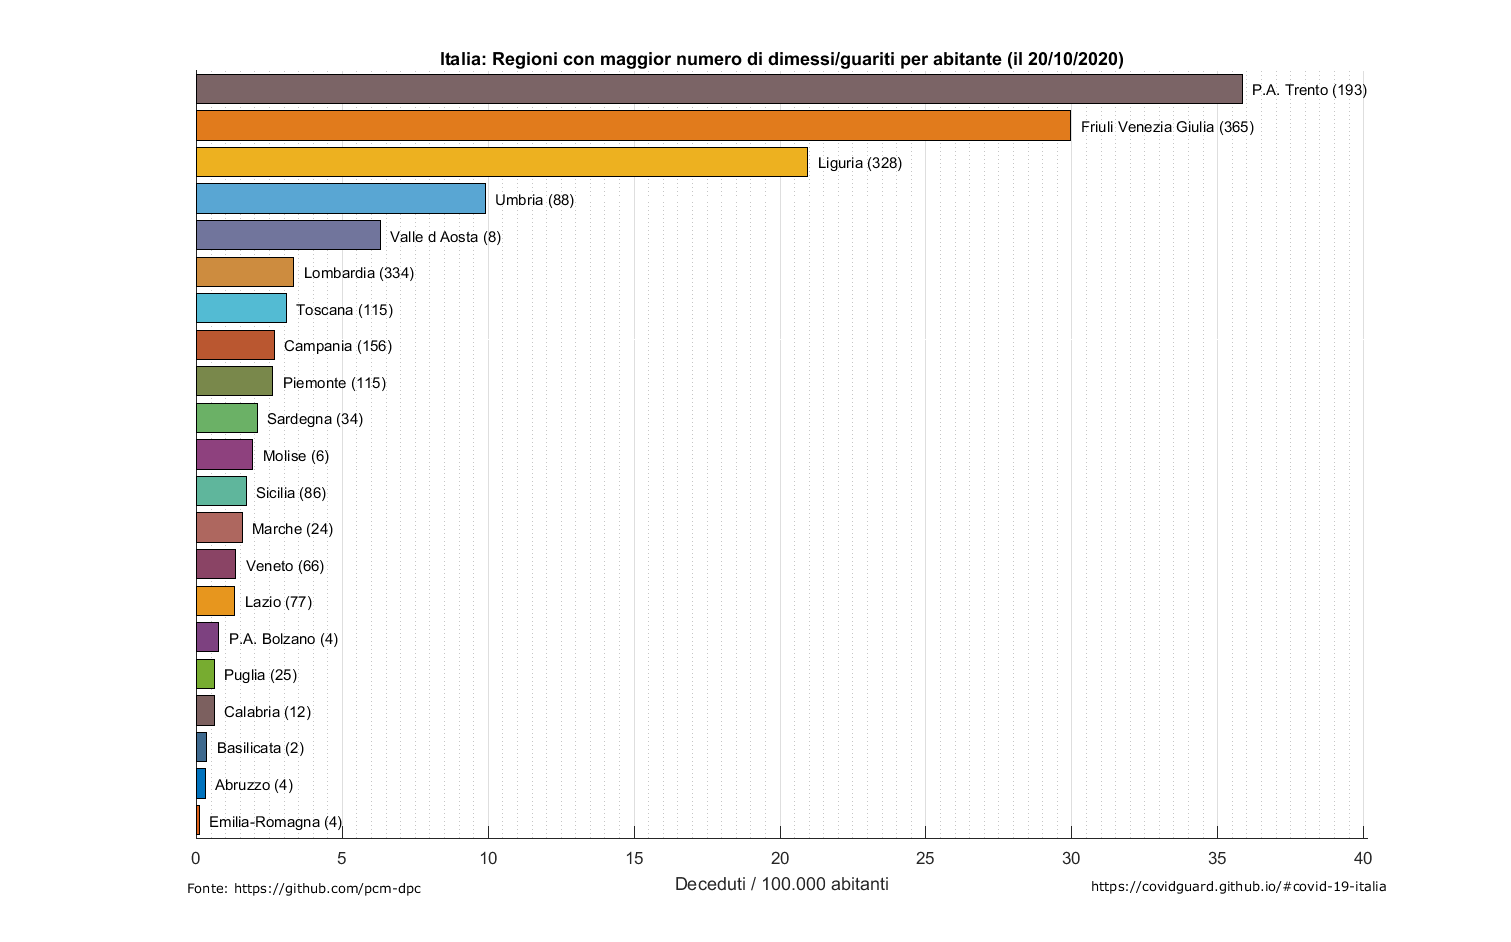 Italia: Regioni con maggior numero di dimessi/guariti per abitante (il 20/10/2020)
P.A. Trento (193)
Friuli Venezia Giulia (365)
Liguria (328)
Umbria (88)
Valle d Aosta (8)
Lombardia (334)
Toscana (115)
Campania (156)
Piemonte (115)
Sardegna (34)
Molise (6)
Sicilia (86)
Marche (24)
Veneto (66)
Lazio (77)
P.A. Bolzano (4)
Puglia (25)
Calabria (12)
Basilicata (2)
Abruzzo (4)
Emilia-Romagna (4)
0 5 10 15 20 25 30 35 40
Deceduti / 100.000 abitanti
Fonte: https://github.com/pcm-dpc
https://covidguard.github.io/#covid-19-italia